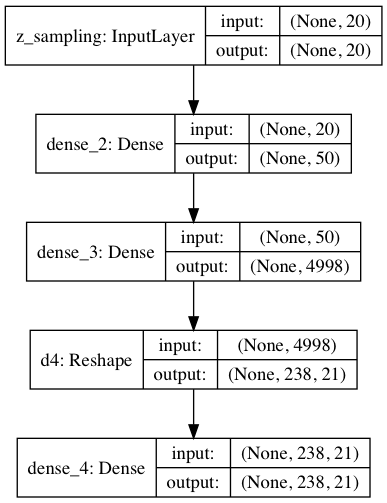 z_sampling: InputLayer
input: (None, 20)
output: (None, 20)
dense_2: Dense
input: (None, 20)
output: (None, 50)
dense_3: Dense
input: (None, 50)
output: (None, 4998)
d4: Reshape
input: (None, 4998)
output: (None, 238, 21)
dense_4: Dense
input: (None, 238, 21)
output: (None, 238, 21)